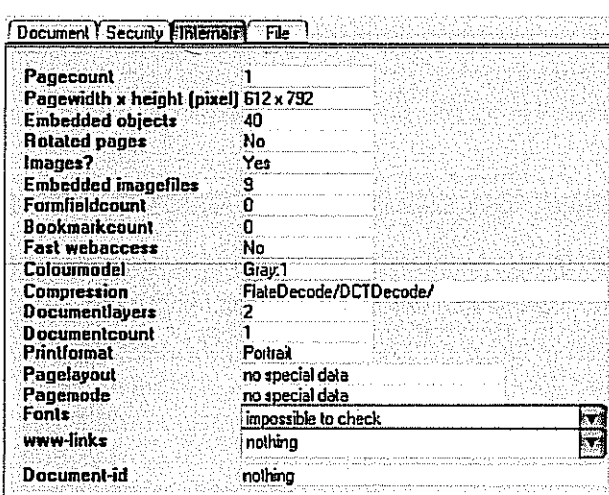 Document Security Internals File
Pagecount 1
Pagewidth x height (pixel) 612 x 792
Embedded objects 40
Rotated pages No
Images? Yes
Embedded imagefiles 9
Formfieldcount 0
Bookmarkcount 0
Fast webaccess No
Colourmodel Gray:1
Compression FlateDecode/DCTDecode/
Documentlayers 2
Documentcount 1
Printformat Portrait
Pagelayout no special data
Pagemode no special data
Fonts impossible to check
www-links nothing
Document-id nothing